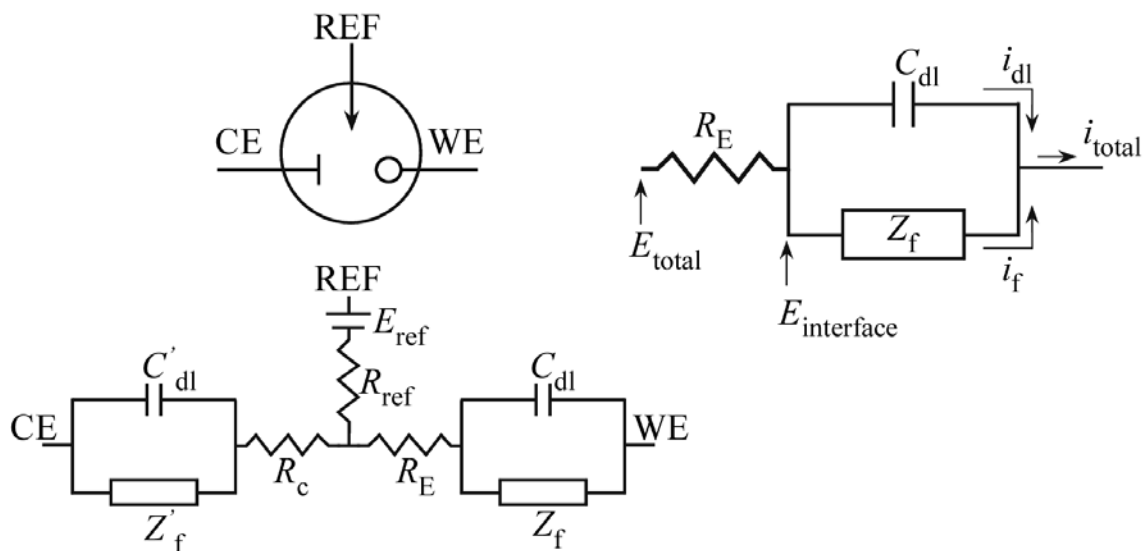 REF
CE
WE
C_dl
i_dl
R_E
i_total
E_total
Z_f
i_f
E_interface
REF
E_ref
R_ref
C'_dl
C_dl
CE
WE
R_c
R_E
Z'_f
Z_f